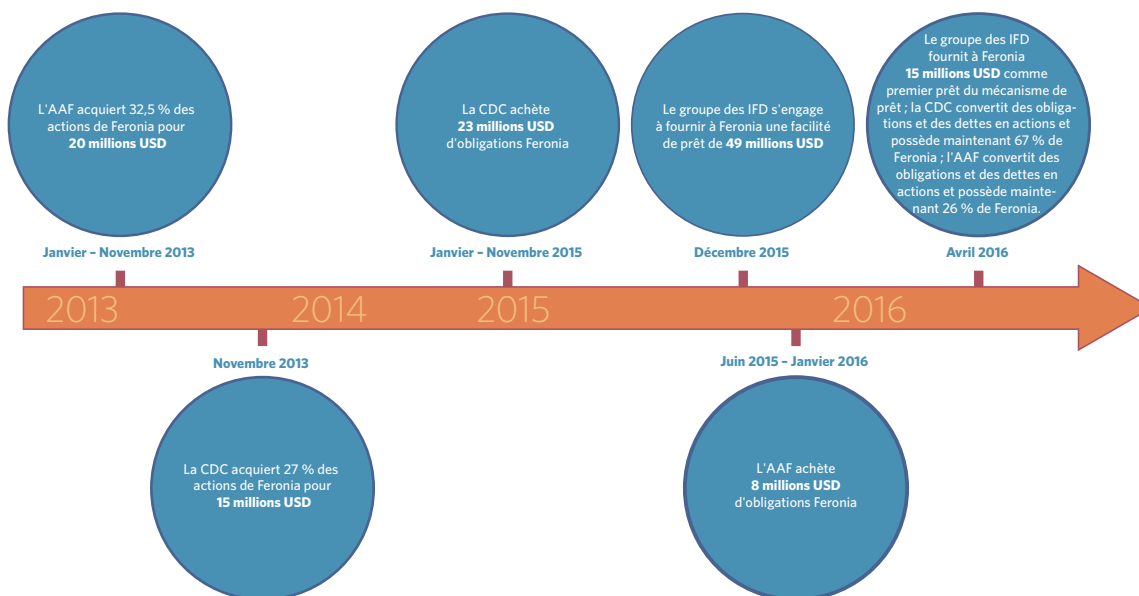 L'AAF acquiert 32,5 % des
actions de Feronia pour
20 millions USD
La CDC achète
23 millions USD
d'obligations Feronia
Le groupe des IFD s'engage
à fournir à Feronia une facilité
de prêt de 49 millions USD
Le groupe des IFD
fournit à Feronia
15 millions USD comme
premier prêt du mécanisme de
prêt ; la CDC convertit des obliga-
tions et des dettes en actions et
possède maintenant 67 % de
Feronia ; l'AAF convertit des
obligations et des dettes en
actions et possède mainte-
nant 26 % de Feronia.
Janvier – Novembre 2013
Janvier – Novembre 2015
Décembre 2015
Avril 2016
2013
2014
2015
2016
Novembre 2013
Juin 2015 – Janvier 2016
La CDC acquiert 27 % des
actions de Feronia pour
15 millions USD
L'AAF achète
8 millions USD
d'obligations Feronia